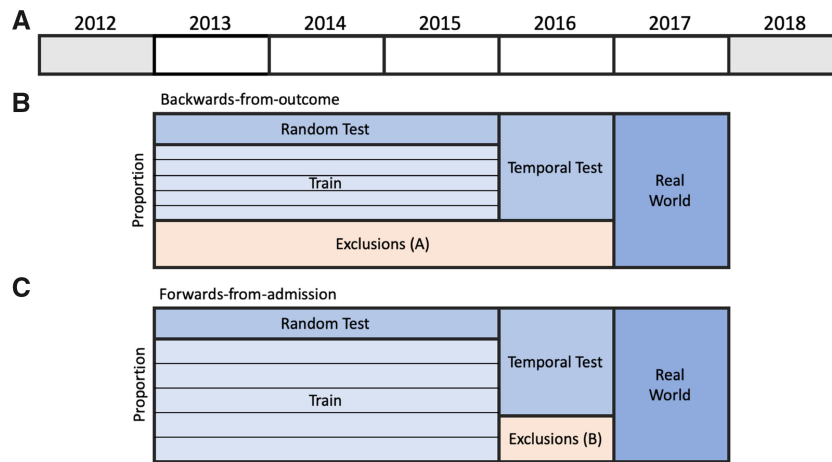 A
2012 2013 2014 2015 2016 2017 2018
B
Backwards-from-outcome
Proportion
Random Test
Train
Temporal Test
Real
World
Exclusions (A)
C
Forwards-from-admission
Proportion
Random Test
Train
Temporal Test
Real
World
Exclusions (B)